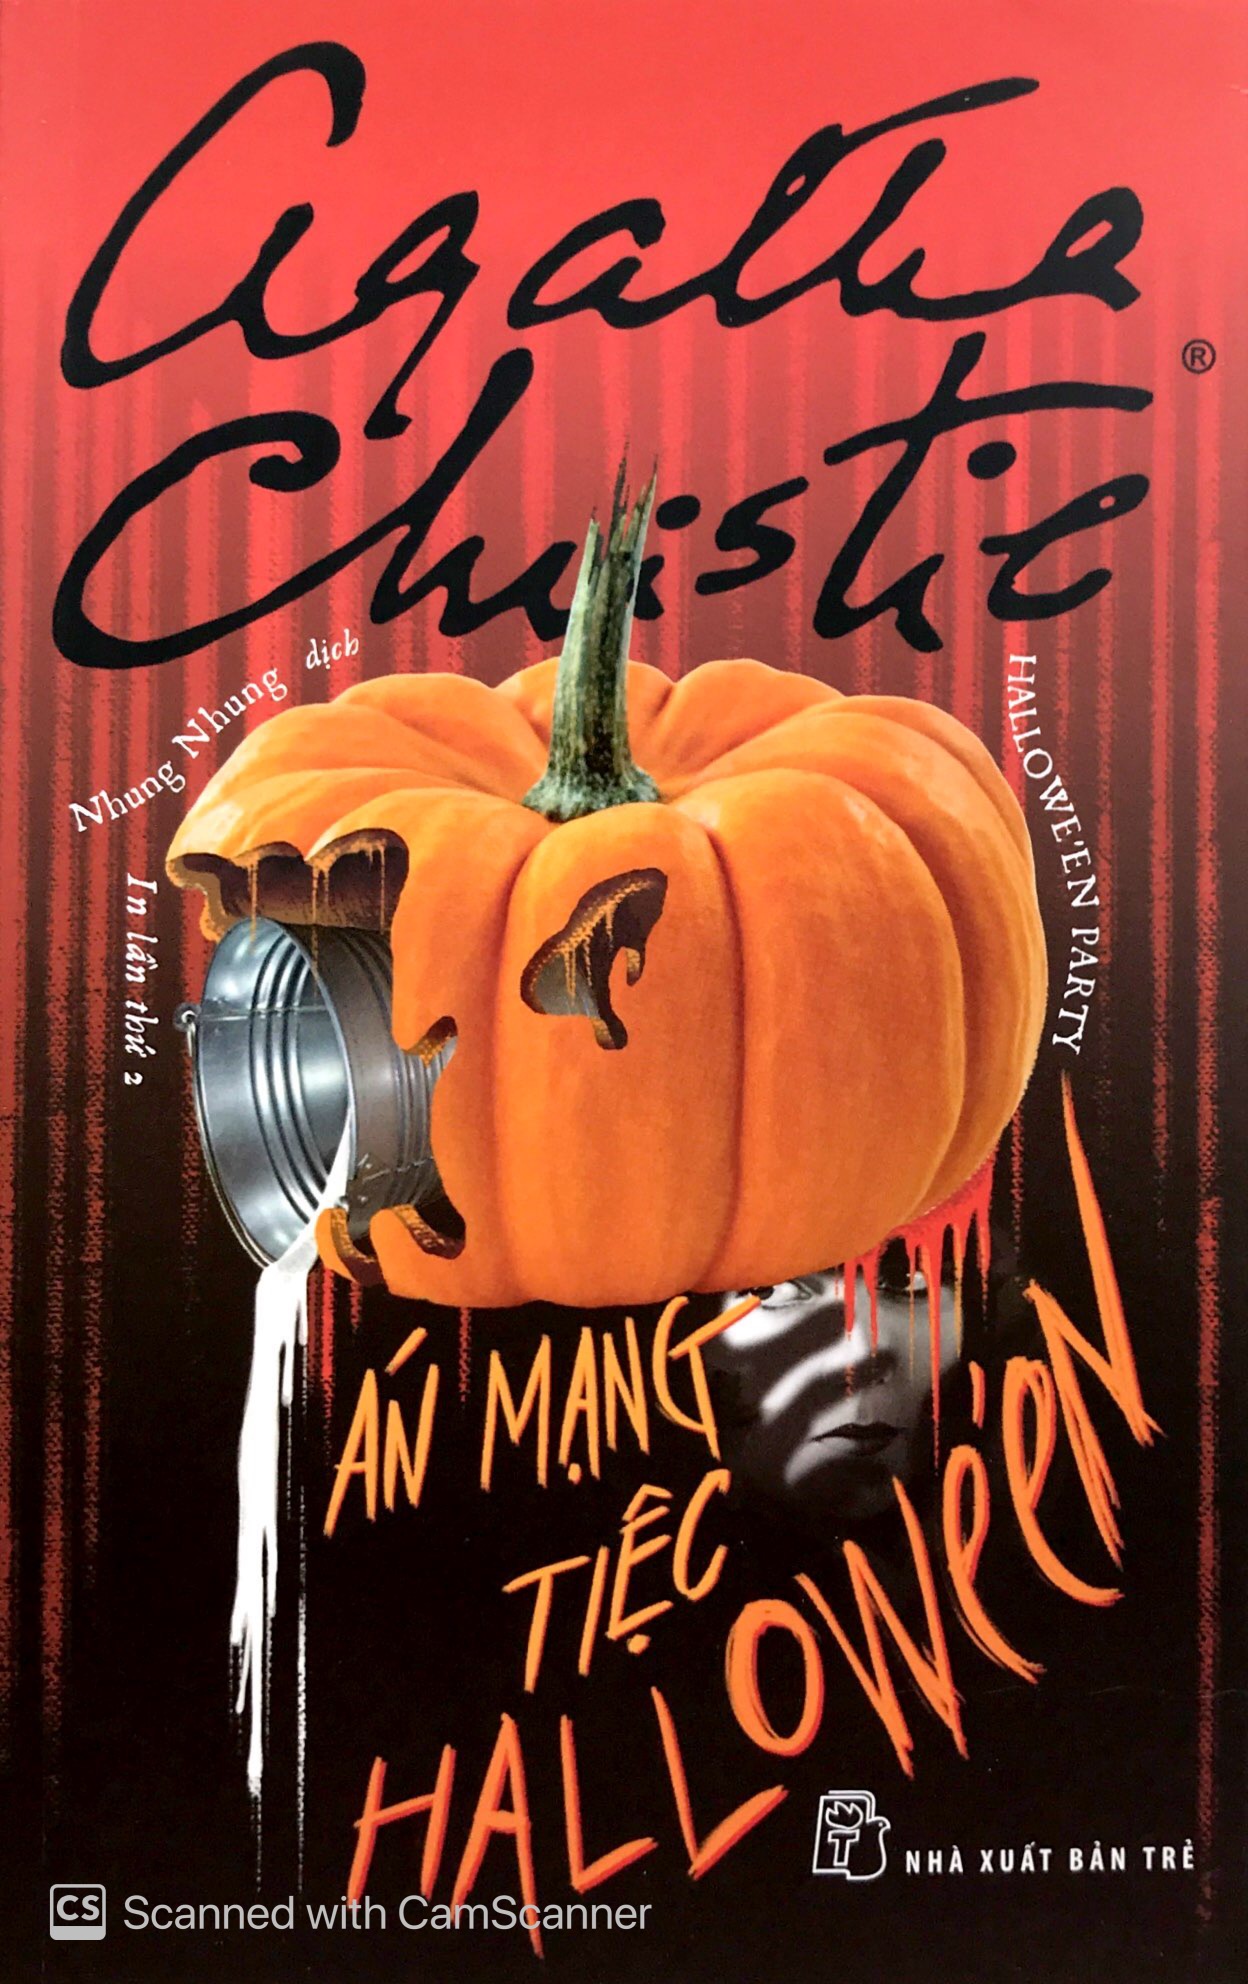 Agatha
Christie
®
Nhung Nhung dịch
In lần thứ 2
HALLOWE'EN PARTY
ÁN MẠNG
TIỆC
HALLOWE'EN
T
NHÀ XUẤT BẢN TRẺ
CS Scanned with CamScanner